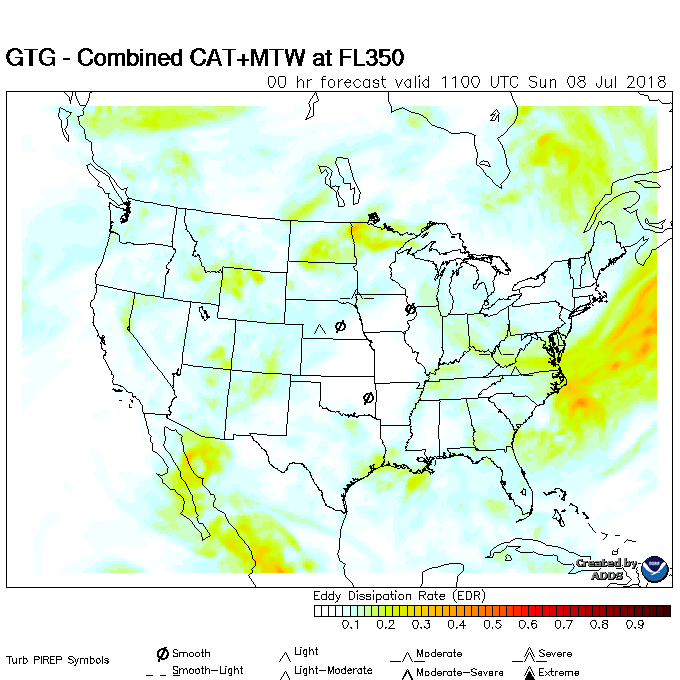 GTG - Combined CAT+MTW at FL350
00 hr forecast valid 1100 UTC Sun 08 Jul 2018
Created by
ADDS
Eddy Dissipation Rate (EDR)
0.1 0.2 0.3 0.4 0.5 0.6 0.7 0.8 0.9
Turb PIREP Symbols
Smooth Light Moderate Severe
Smooth-Light Light-Moderate Moderate-Severe Extreme